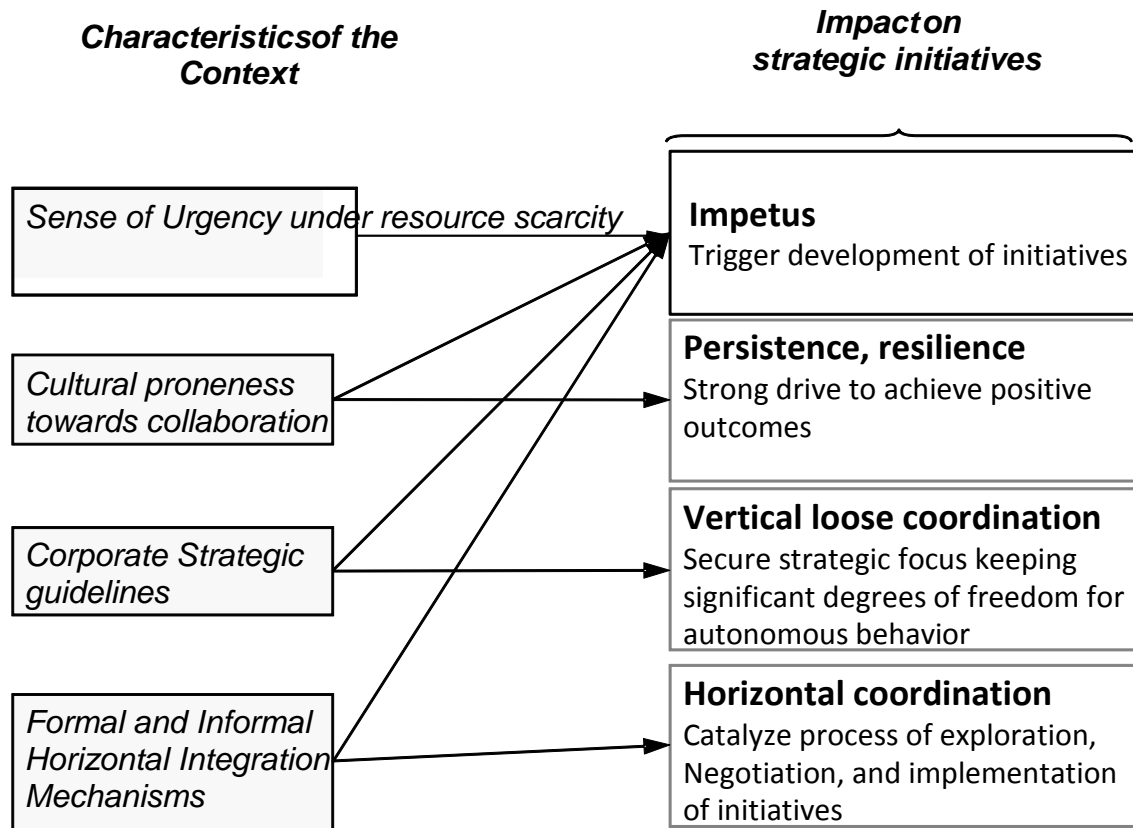 Characteristicsof the
Context
Impacton
strategic initiatives
Sense of Urgency under resource scarcity
Cultural proneness
towards collaboration
Corporate Strategic
guidelines
Formal and Informal
Horizontal Integration
Mechanisms
Impetus
Trigger development of initiatives
Persistence, resilience
Strong drive to achieve positive
outcomes
Vertical loose coordination
Secure strategic focus keeping
significant degrees of freedom for
autonomous behavior
Horizontal coordination
Catalyze process of exploration,
Negotiation, and implementation
of initiatives